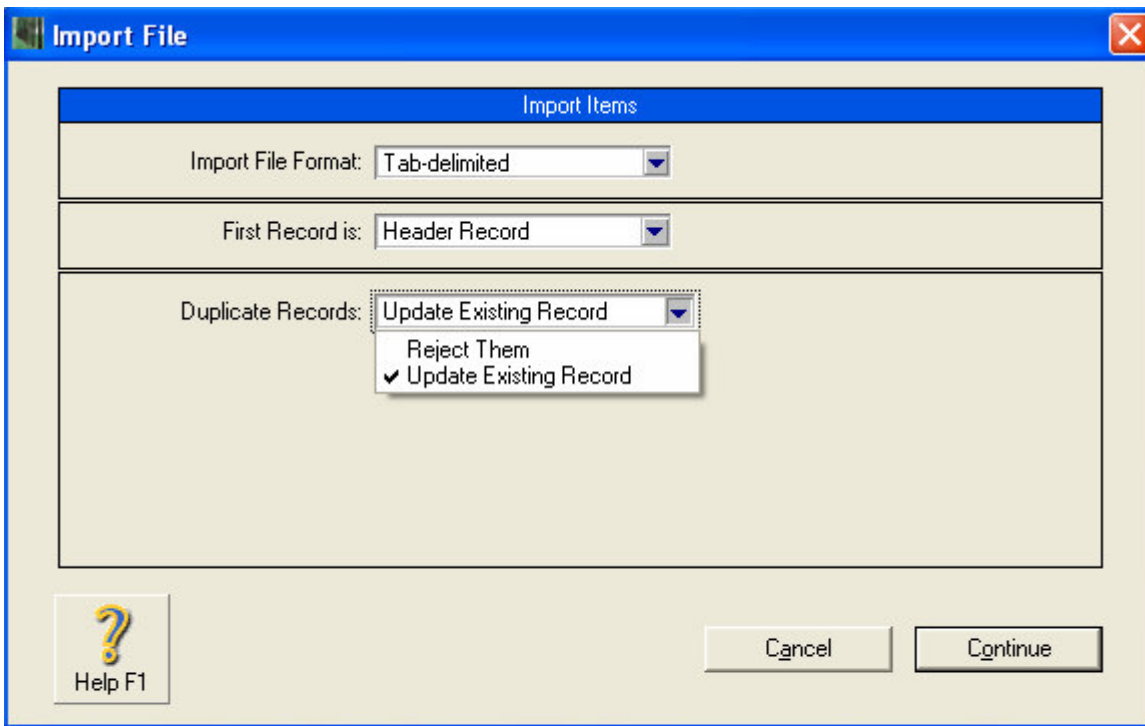 Import File
Import Items
Import File Format: Tab-delimited
First Record is: Header Record
Duplicate Records: Update Existing Record
Reject Them
Update Existing Record
Help F1
Cancel Continue